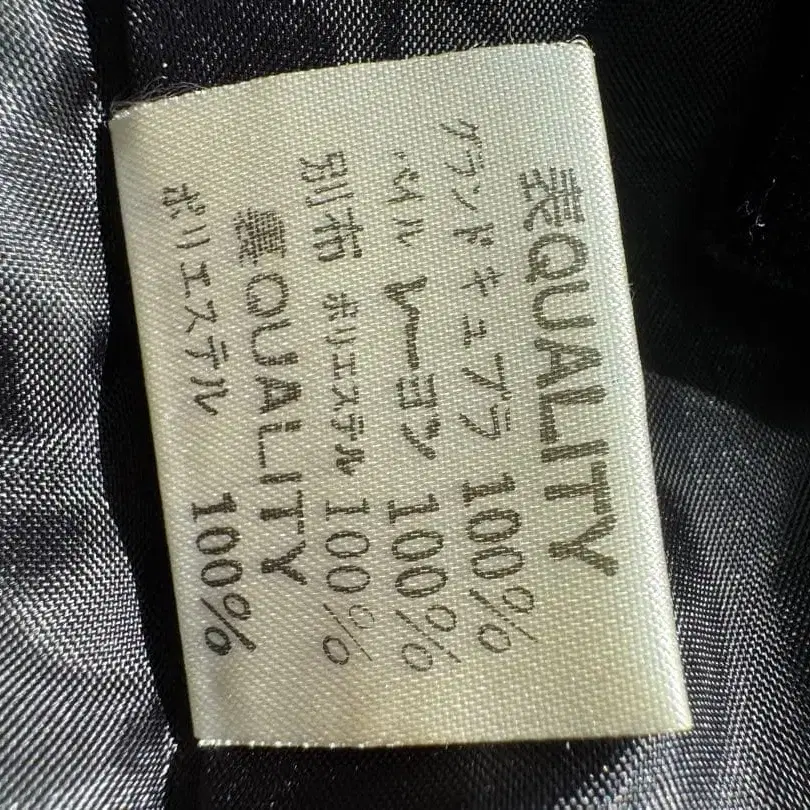 表QUALITY
グランド キュプラ 100%
パイル レーヨン 100%
別布 ポリエステル 100%
裏QUALITY
ポリエステル 100%